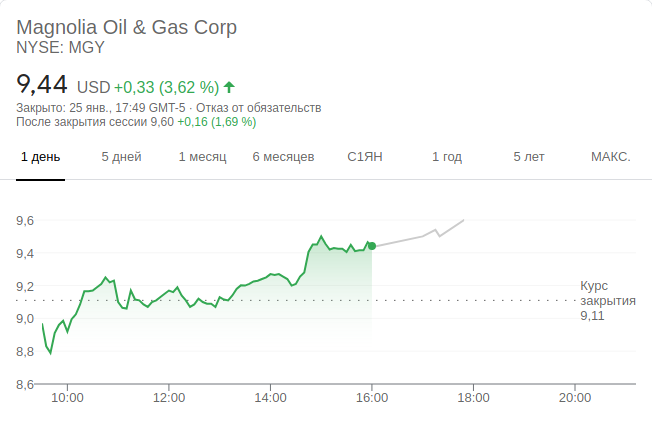 Magnolia Oil & Gas Corp
NYSE: MGY
9,44 USD +0,33 (3,62 %)
Закрыто: 25 янв., 17:49 GMT-5 · Отказ от обязательств
После закрытия сессии 9,60 +0,16 (1,69 %)
1 день 5 дней 1 месяц 6 месяцев С1ЯН 1 год 5 лет МАКС.
9,6
9,4
9,2
9,0
8,8
8,6
Курс
закрытия
9,11
10:00 12:00 14:00 16:00 18:00 20:00